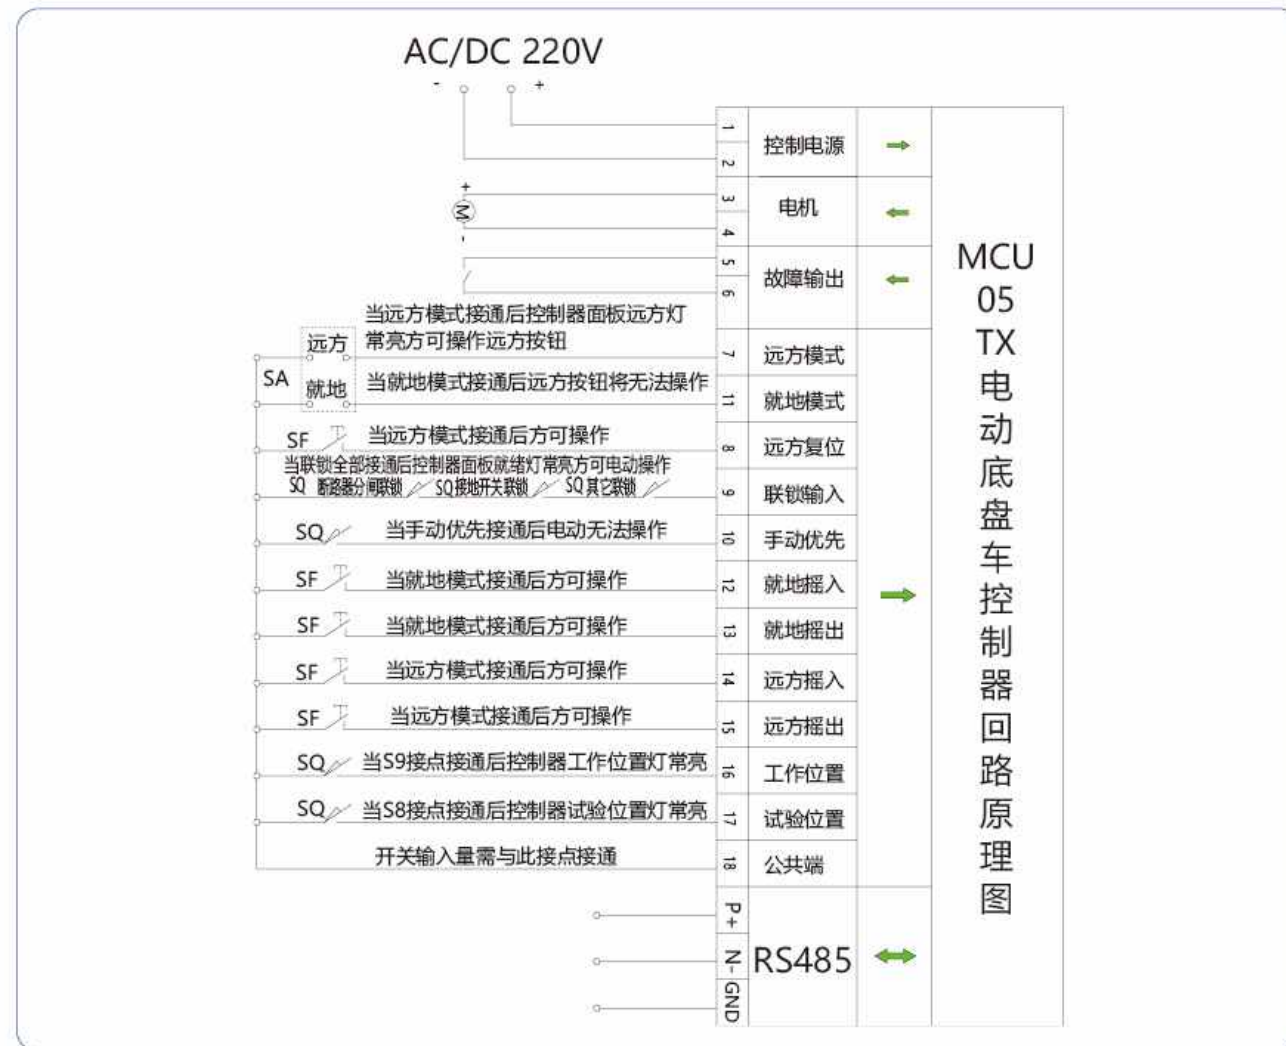 AC/DC 220V
- +
1
控制电源
2
+
M
-
3
电机
4
5
故障输出
6
当远方模式接通后控制器面板远方灯
常亮方可操作远方按钮
远方
7
远方模式
SA
就地
当就地模式接通后远方按钮将无法操作
11
就地模式
SF
当远方模式接通后方可操作
8
远方复位
当联锁全部接通后控制器面板就绪灯常亮方可电动操作
SQ 断路器分闸联锁 SQ接地开关联锁 SQ其它联锁
9
联锁输入
SQ
当手动优先接通后电动无法操作
10
手动优先
SF
当就地模式接通后方可操作
12
就地摇入
SF
当就地模式接通后方可操作
13
就地摇出
SF
当远方模式接通后方可操作
14
远方摇入
SF
当远方模式接通后方可操作
15
远方摇出
SQ
当S9接点接通后控制器工作位置灯常亮
16
工作位置
SQ
当S8接点接通后控制器试验位置灯常亮
17
试验位置
开关输入量需与此接点接通
18
公共端
P+
N-
GND
RS485
MCU
05
TX
电
动
底
盘
车
控
制
器
回
路
原
理
图